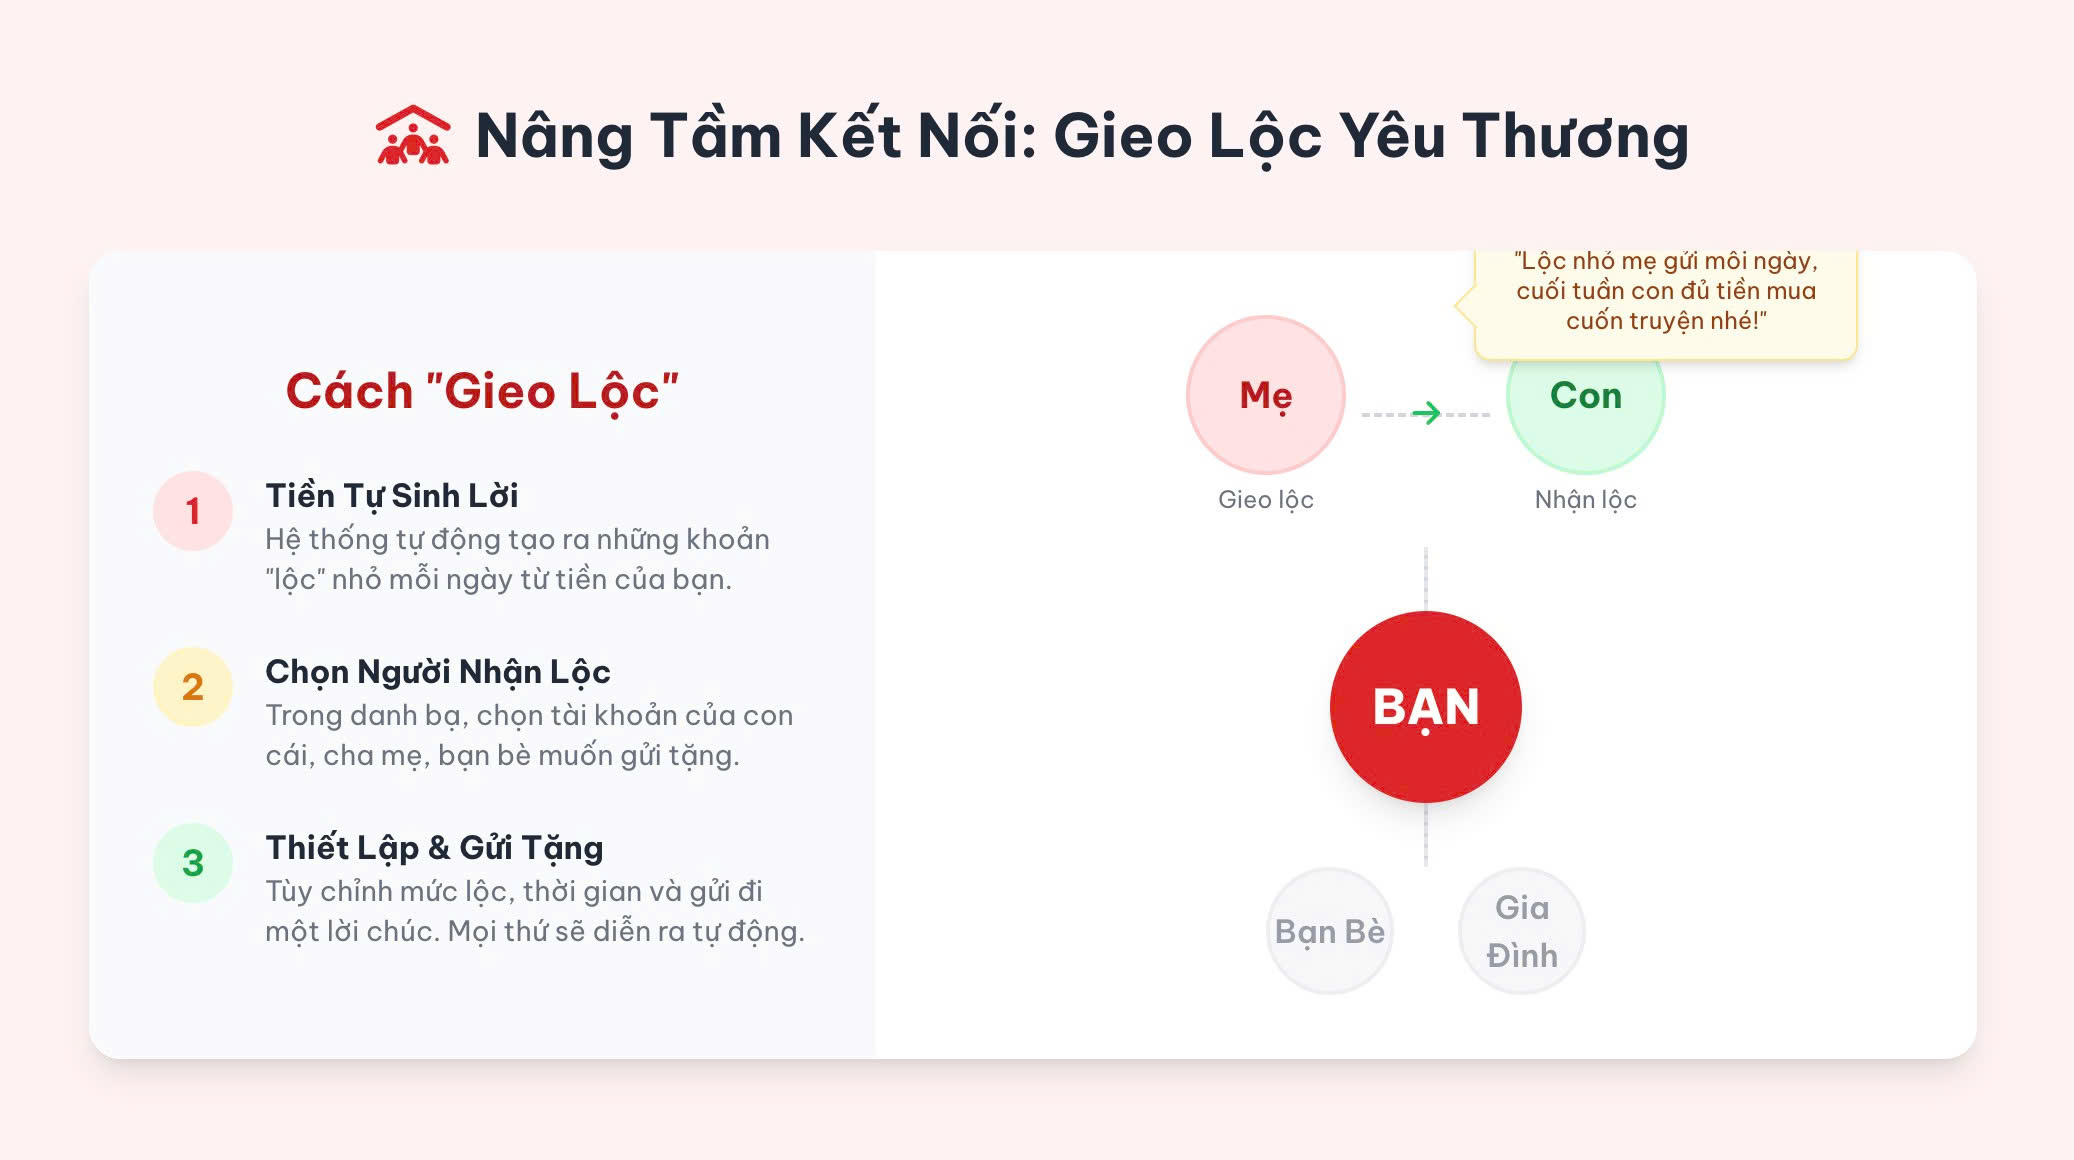 Nâng Tầm Kết Nối: Gieo Lộc Yêu Thương
Cách "Gieo Lộc"
1
Tiền Tự Sinh Lời
Hệ thống tự động tạo ra những khoản
"lộc" nhỏ mỗi ngày từ tiền của bạn.
2
Chọn Người Nhận Lộc
Trong danh bạ, chọn tài khoản của con
cái, cha mẹ, bạn bè muốn gửi tặng.
3
Thiết Lập & Gửi Tặng
Tùy chỉnh mức lộc, thời gian và gửi đi
một lời chúc. Mọi thứ sẽ diễn ra tự động.
"Lộc nhỏ mẹ gửi mỗi ngày,
cuối tuần con đủ tiền mua
cuốn truyện nhé!"
Mẹ
Con
Gieo lộc
Nhận lộc
BẠN
Bạn Bè
Gia
Đình